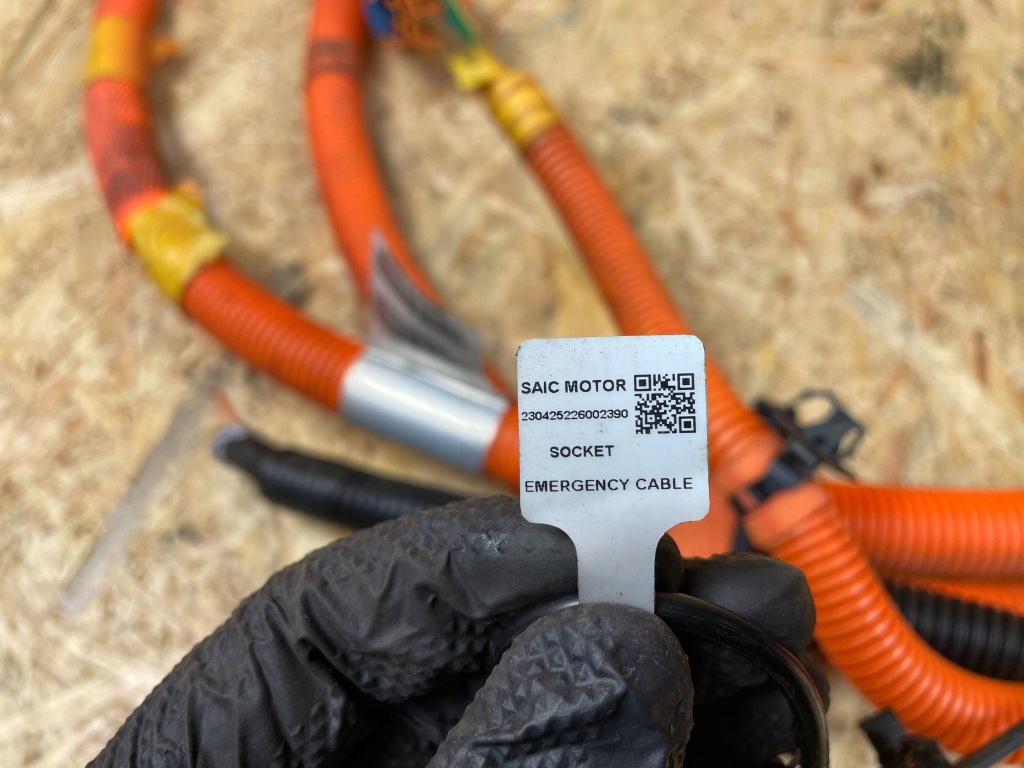 SAIC MOTOR
230425226002390
SOCKET
EMERGENCY CABLE